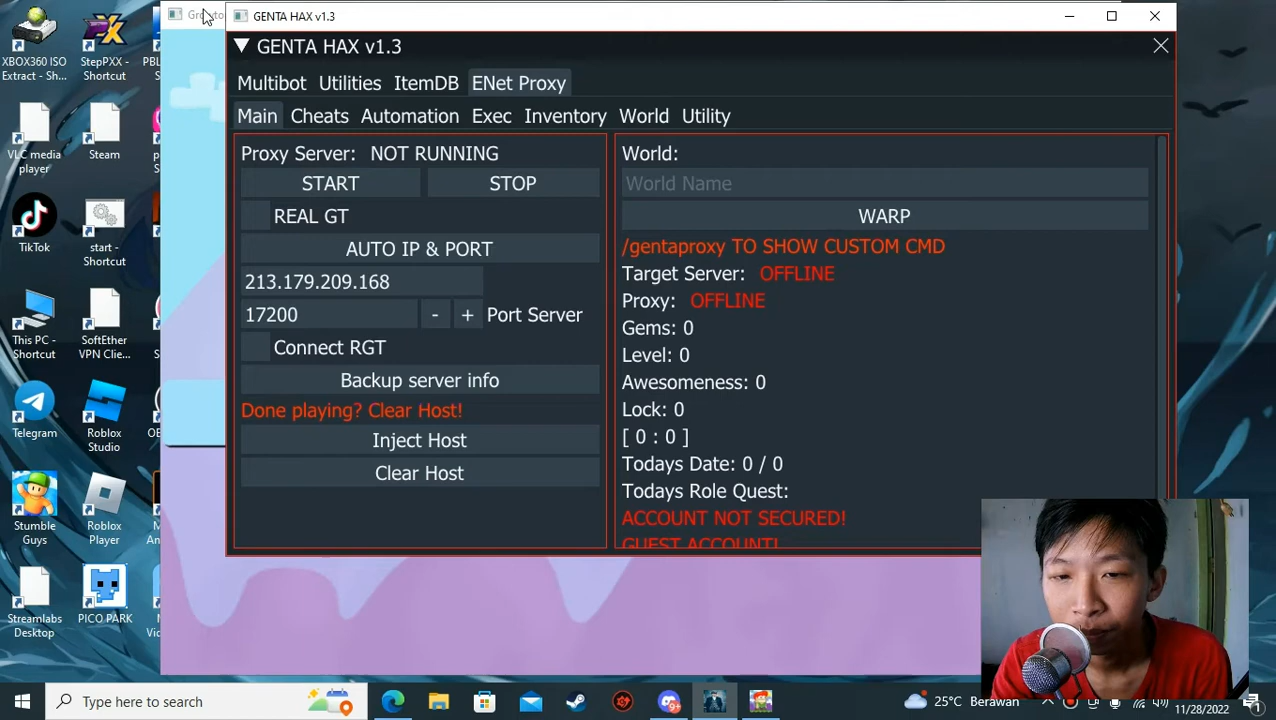 XBOX360 ISO
Extract - Sh...
StepPXX -
Shortcut
PBL
S
VLC media
player
Steam
TikTok
start -
Shortcut
This PC -
Shortcut
SoftEther
VPN Clie...
Telegram
Roblox
Studio
Stumble
Guys
Roblox
Player
Streamlabs
Desktop
PICO PARK
GENTA HAX v1.3
GENTA HAX v1.3
Multibot Utilities ItemDB ENet Proxy
Main Cheats Automation Exec Inventory World Utility
Proxy Server: NOT RUNNING
START STOP
REAL GT
AUTO IP & PORT
213.179.209.168
17200 - + Port Server
Connect RGT
Backup server info
Done playing? Clear Host!
Inject Host
Clear Host
World:
World Name
WARP
/gentaproxy TO SHOW CUSTOM CMD
Target Server: OFFLINE
Proxy: OFFLINE
Gems: 0
Level: 0
Awesomeness: 0
Lock: 0
[ 0 : 0 ]
Todays Date: 0 / 0
Todays Role Quest:
ACCOUNT NOT SECURED!
GUEST ACCOUNT!
Type here to search
9+
25°C Berawan
11/28/2022
1